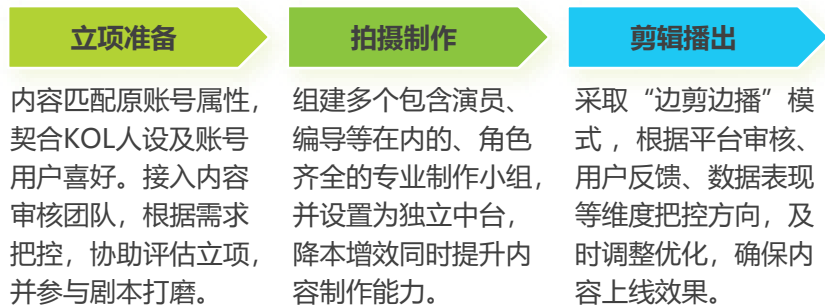 立项准备
内容匹配原账号属性，
契合KOL人设及账号
用户喜好。接入内容
审核团队，根据需求
把控，协助评估立项，
并参与剧本打磨。
拍摄制作
组建多个包含演员、
编导等在内的、角色
齐全的专业制作小组，
并设置为独立中台，
降本增效同时提升内
容制作能力。
剪辑播出
采取“边剪边播”模
式 ，根据平台审核、
用户反馈、数据表现
等维度把控方向，及
时调整优化，确保内
容上线效果。